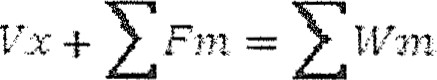 Vx + ∑ Fm = ∑ Wm